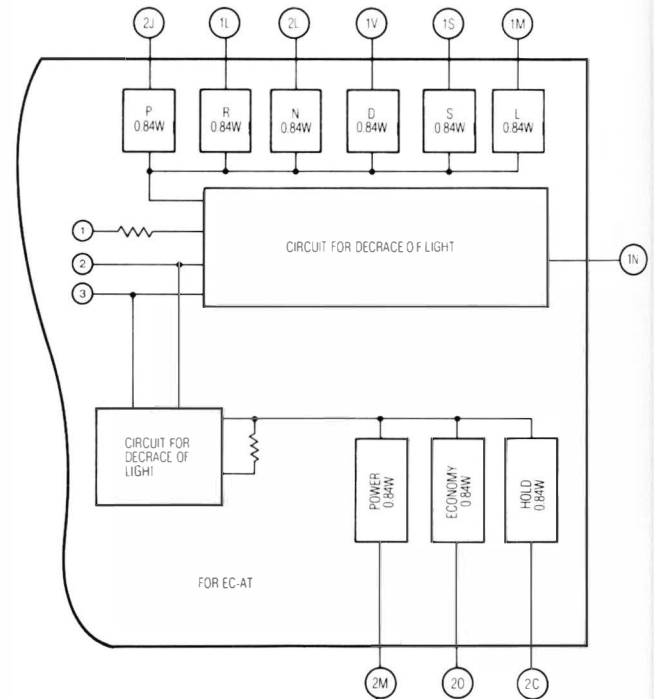 2J 1L 2L 1V 1S 1M
P
0.84W
R
0.84W
N
0.84W
D
0.84W
S
0.84W
L
0.84W
1
CIRCUIT FOR DECRACE OF LIGHT
2
3
1N
CIRCUIT FOR
DECRACE OF
LIGHT
POWER
0.84W
ECONOMY
0.84W
HOLD
0.84W
FOR EC-AT
2M 2O 2C